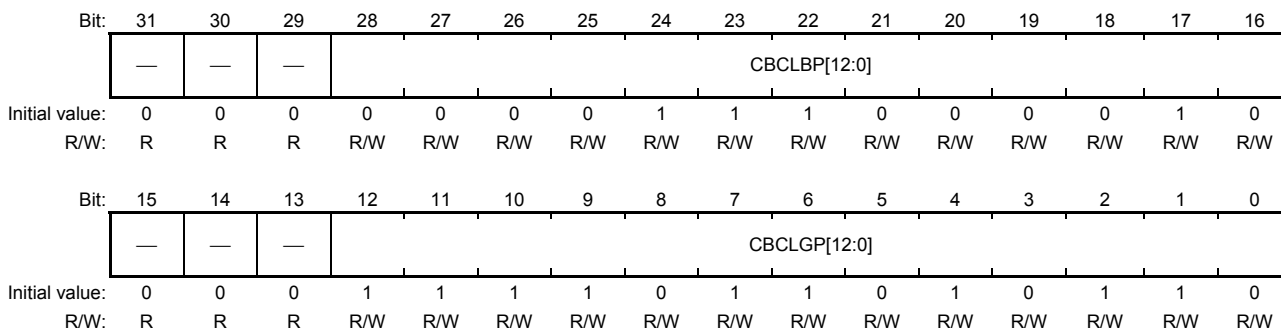 Bit: 31 30 29 28 27 26 25 24 23 22 21 20 19 18 17 16
— — — CBCLBP[12:0]
Initial value: 0 0 0 0 0 0 0 1 1 1 0 0 0 0 1 0
R/W: R R R R/W R/W R/W R/W R/W R/W R/W R/W R/W R/W R/W R/W R/W
Bit: 15 14 13 12 11 10 9 8 7 6 5 4 3 2 1 0
— — — CBCLGP[12:0]
Initial value: 0 0 0 1 1 1 1 0 1 1 0 1 0 1 1 0
R/W: R R R R/W R/W R/W R/W R/W R/W R/W R/W R/W R/W R/W R/W R/W